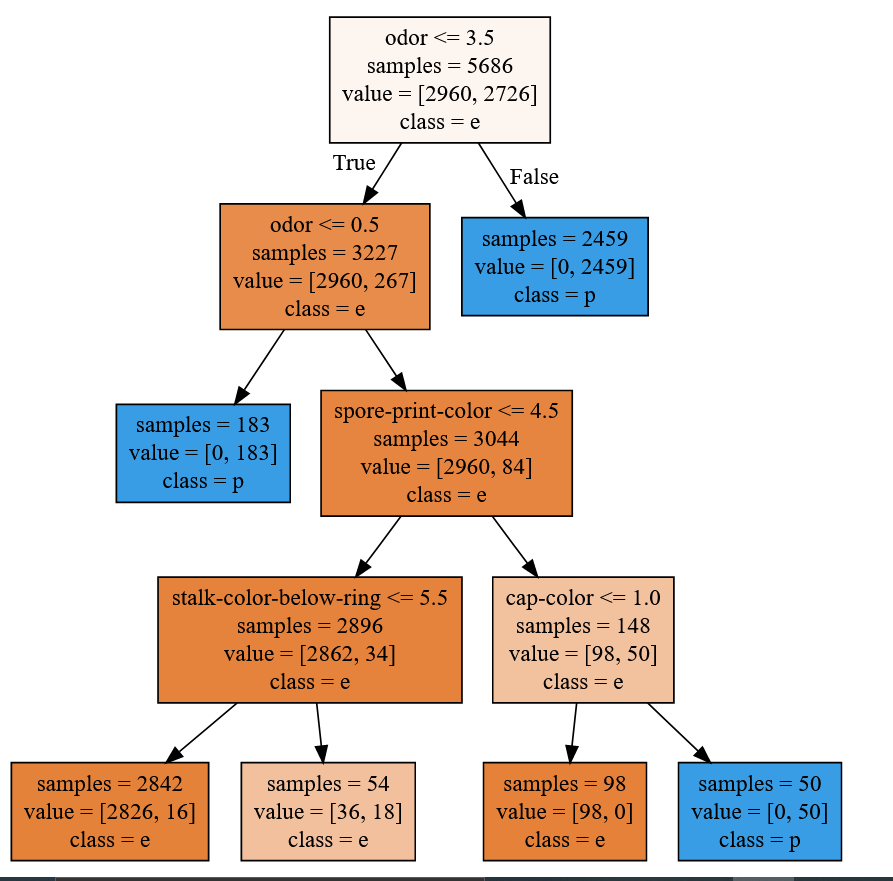 odor <= 3.5
samples = 5686
value = [2960, 2726]
class = e
True
False
odor <= 0.5
samples = 3227
value = [2960, 267]
class = e
samples = 2459
value = [0, 2459]
class = p
samples = 183
value = [0, 183]
class = p
spore-print-color <= 4.5
samples = 3044
value = [2960, 84]
class = e
stalk-color-below-ring <= 5.5
samples = 2896
value = [2862, 34]
class = e
cap-color <= 1.0
samples = 148
value = [98, 50]
class = e
samples = 2842
value = [2826, 16]
class = e
samples = 54
value = [36, 18]
class = e
samples = 98
value = [98, 0]
class = e
samples = 50
value = [0, 50]
class = p